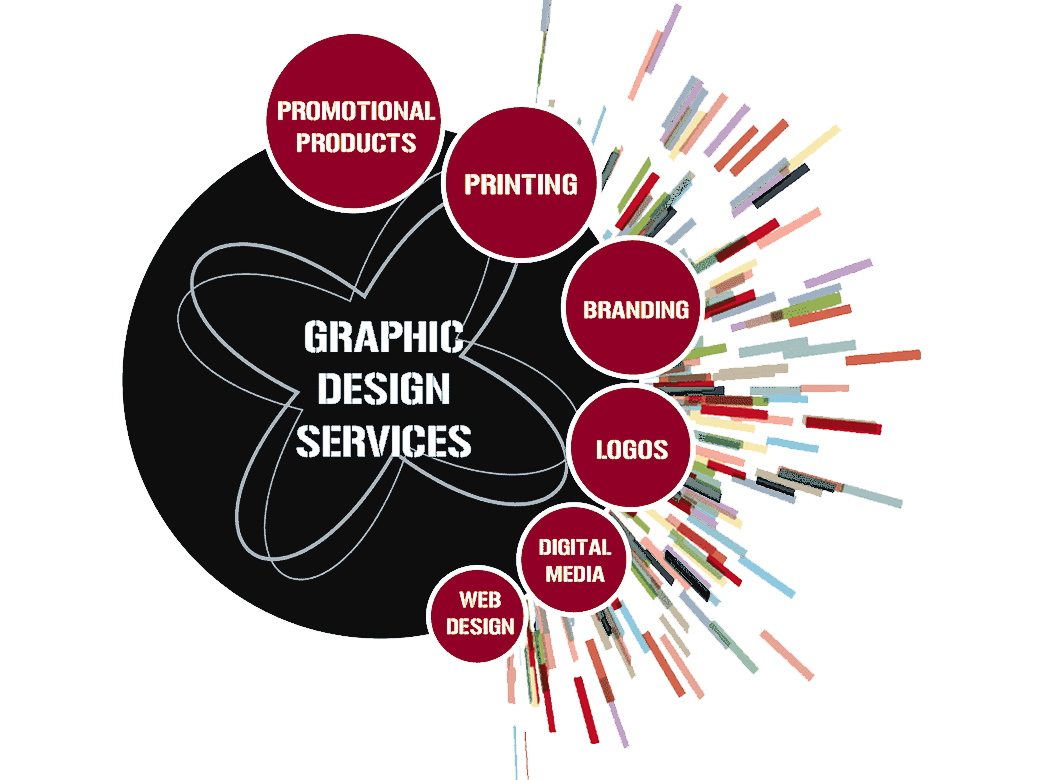 PROMOTIONAL
PRODUCTS
PRINTING
BRANDING
GRAPHIC
DESIGN
SERVICES
LOGOS
DIGITAL
MEDIA
WEB
DESIGN